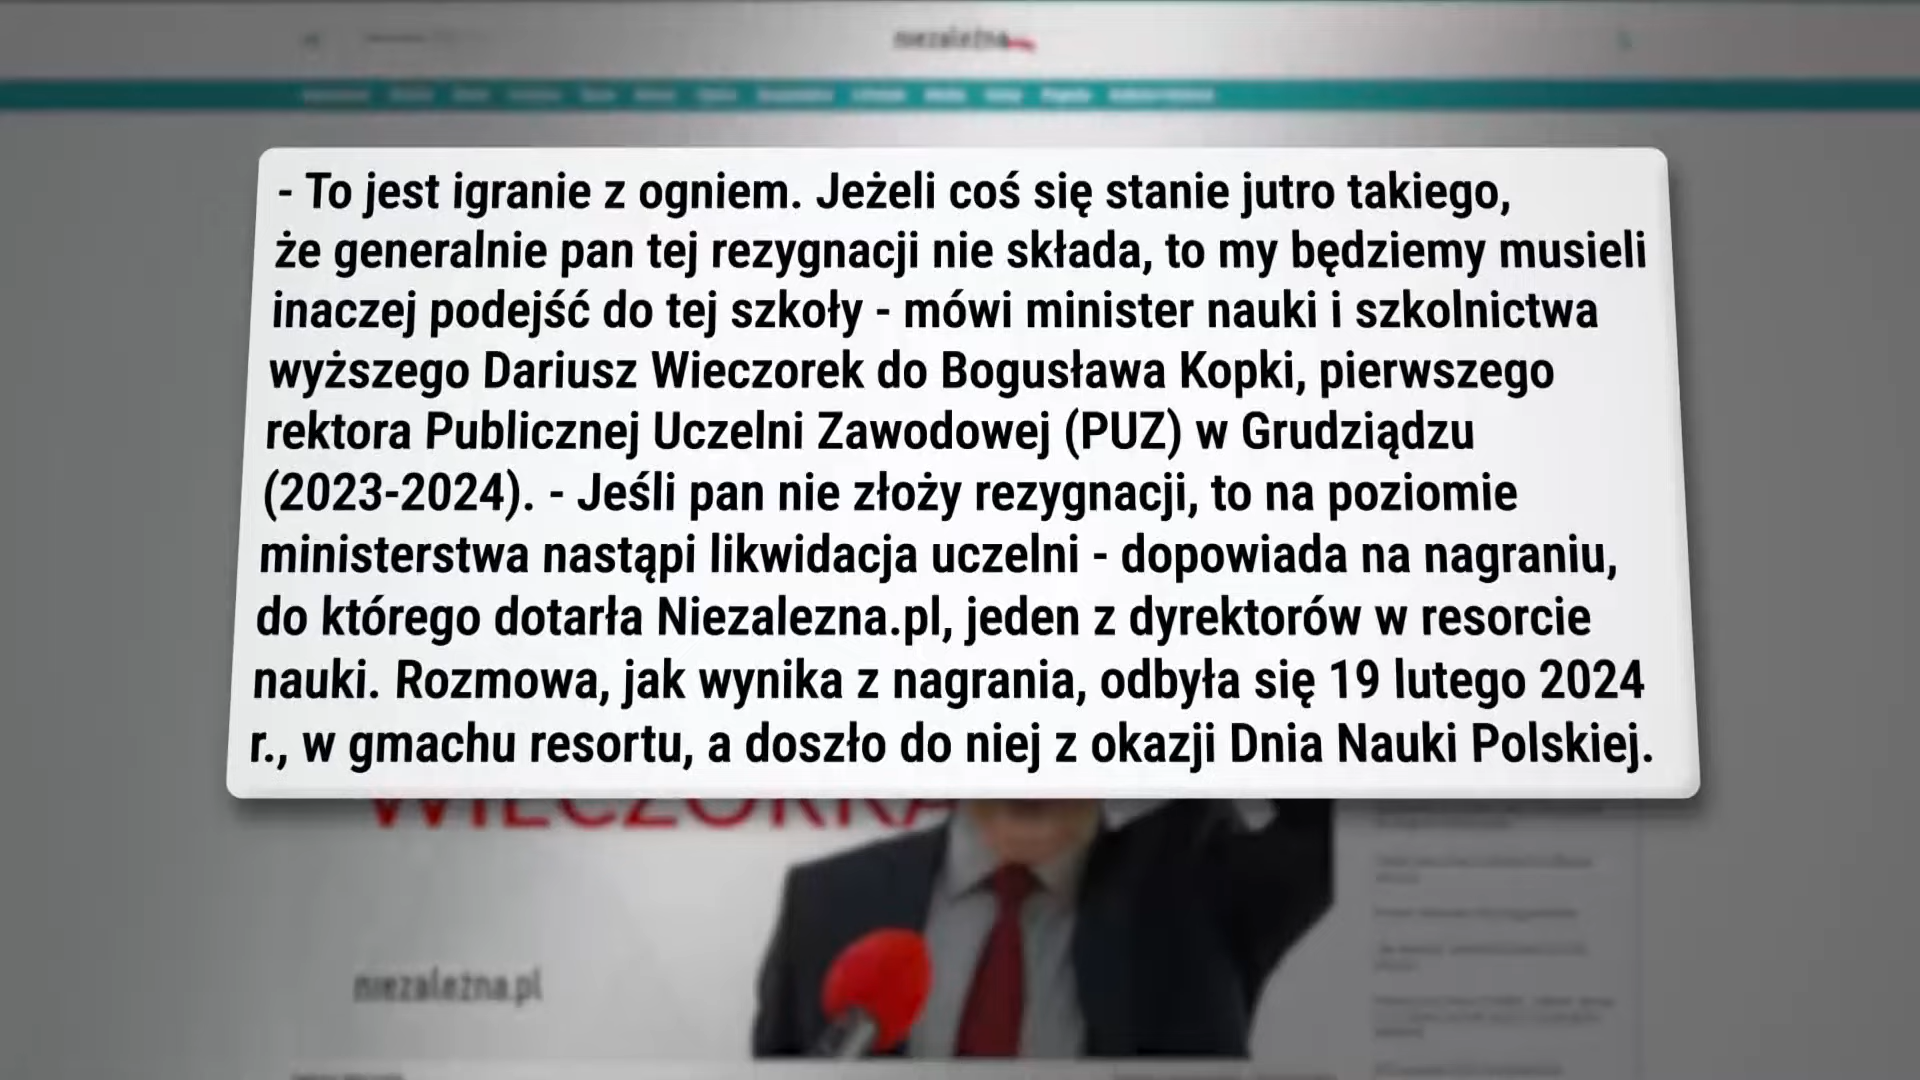 niezależna
- To jest igranie z ogniem. Jeżeli coś się stanie jutro takiego,
że generalnie pan tej rezygnacji nie składa, to my będziemy musieli
inaczej podejść do tej szkoły - mówi minister nauki i szkolnictwa
wyższego Dariusz Wieczorek do Bogusława Kopki, pierwszego
rektora Publicznej Uczelni Zawodowej (PUZ) w Grudziądzu
(2023-2024). - Jeśli pan nie złoży rezygnacji, to na poziomie
ministerstwa nastąpi likwidacja uczelni - dopowiada na nagraniu,
do którego dotarła Niezalezna.pl, jeden z dyrektorów w resorcie
nauki. Rozmowa, jak wynika z nagrania, odbyła się 19 lutego 2024
r., w gmachu resortu, a doszło do niej z okazji Dnia Nauki Polskiej.
WIECZORKA
niezależna.pl